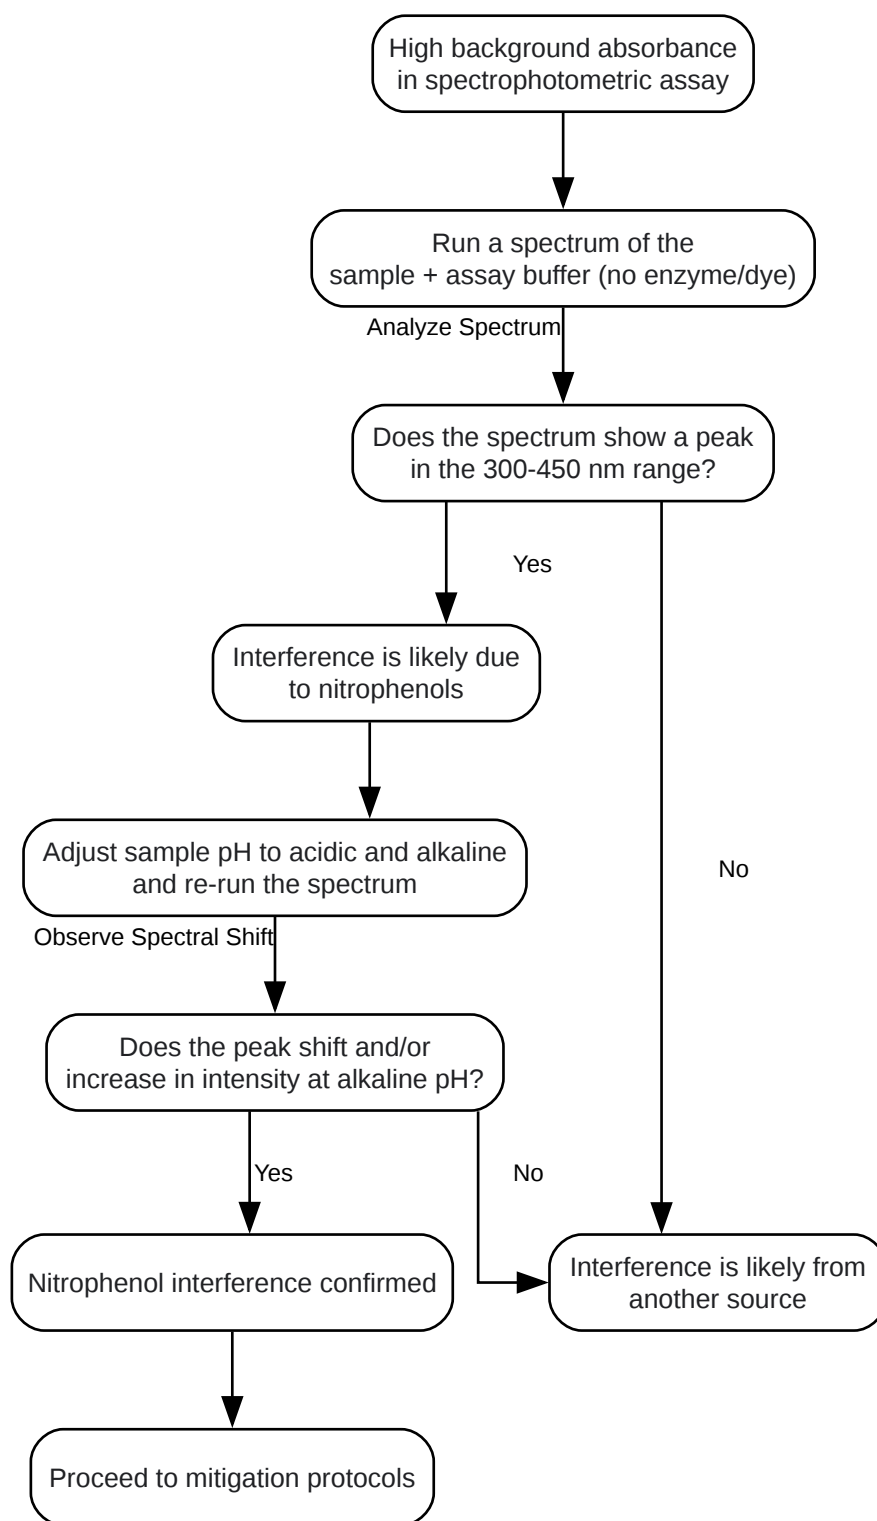 High background absorbance
in spectrophotometric assay
Run a spectrum of the
sample + assay buffer (no enzyme/dye)
Analyze Spectrum
Does the spectrum show a peak
in the 300-450 nm range?
Yes
Interference is likely due
to nitrophenols
Adjust sample pH to acidic and alkaline
and re-run the spectrum
No
Observe Spectral Shift
Does the peak shift and/or
increase in intensity at alkaline pH?
Yes
No
Nitrophenol interference confirmed
Interference is likely from
another source
Proceed to mitigation protocols